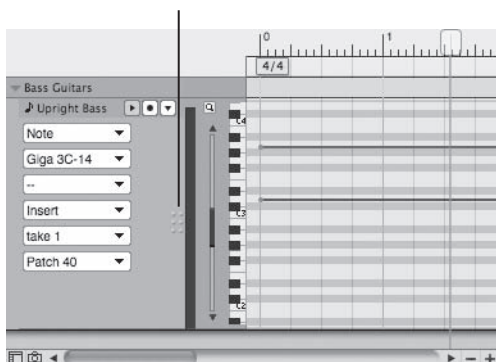 0 1
4/4
Bass Guitars
Upright Bass
C4
Note
Giga 3C-14
--
Insert
C3
take 1
Patch 40
C2